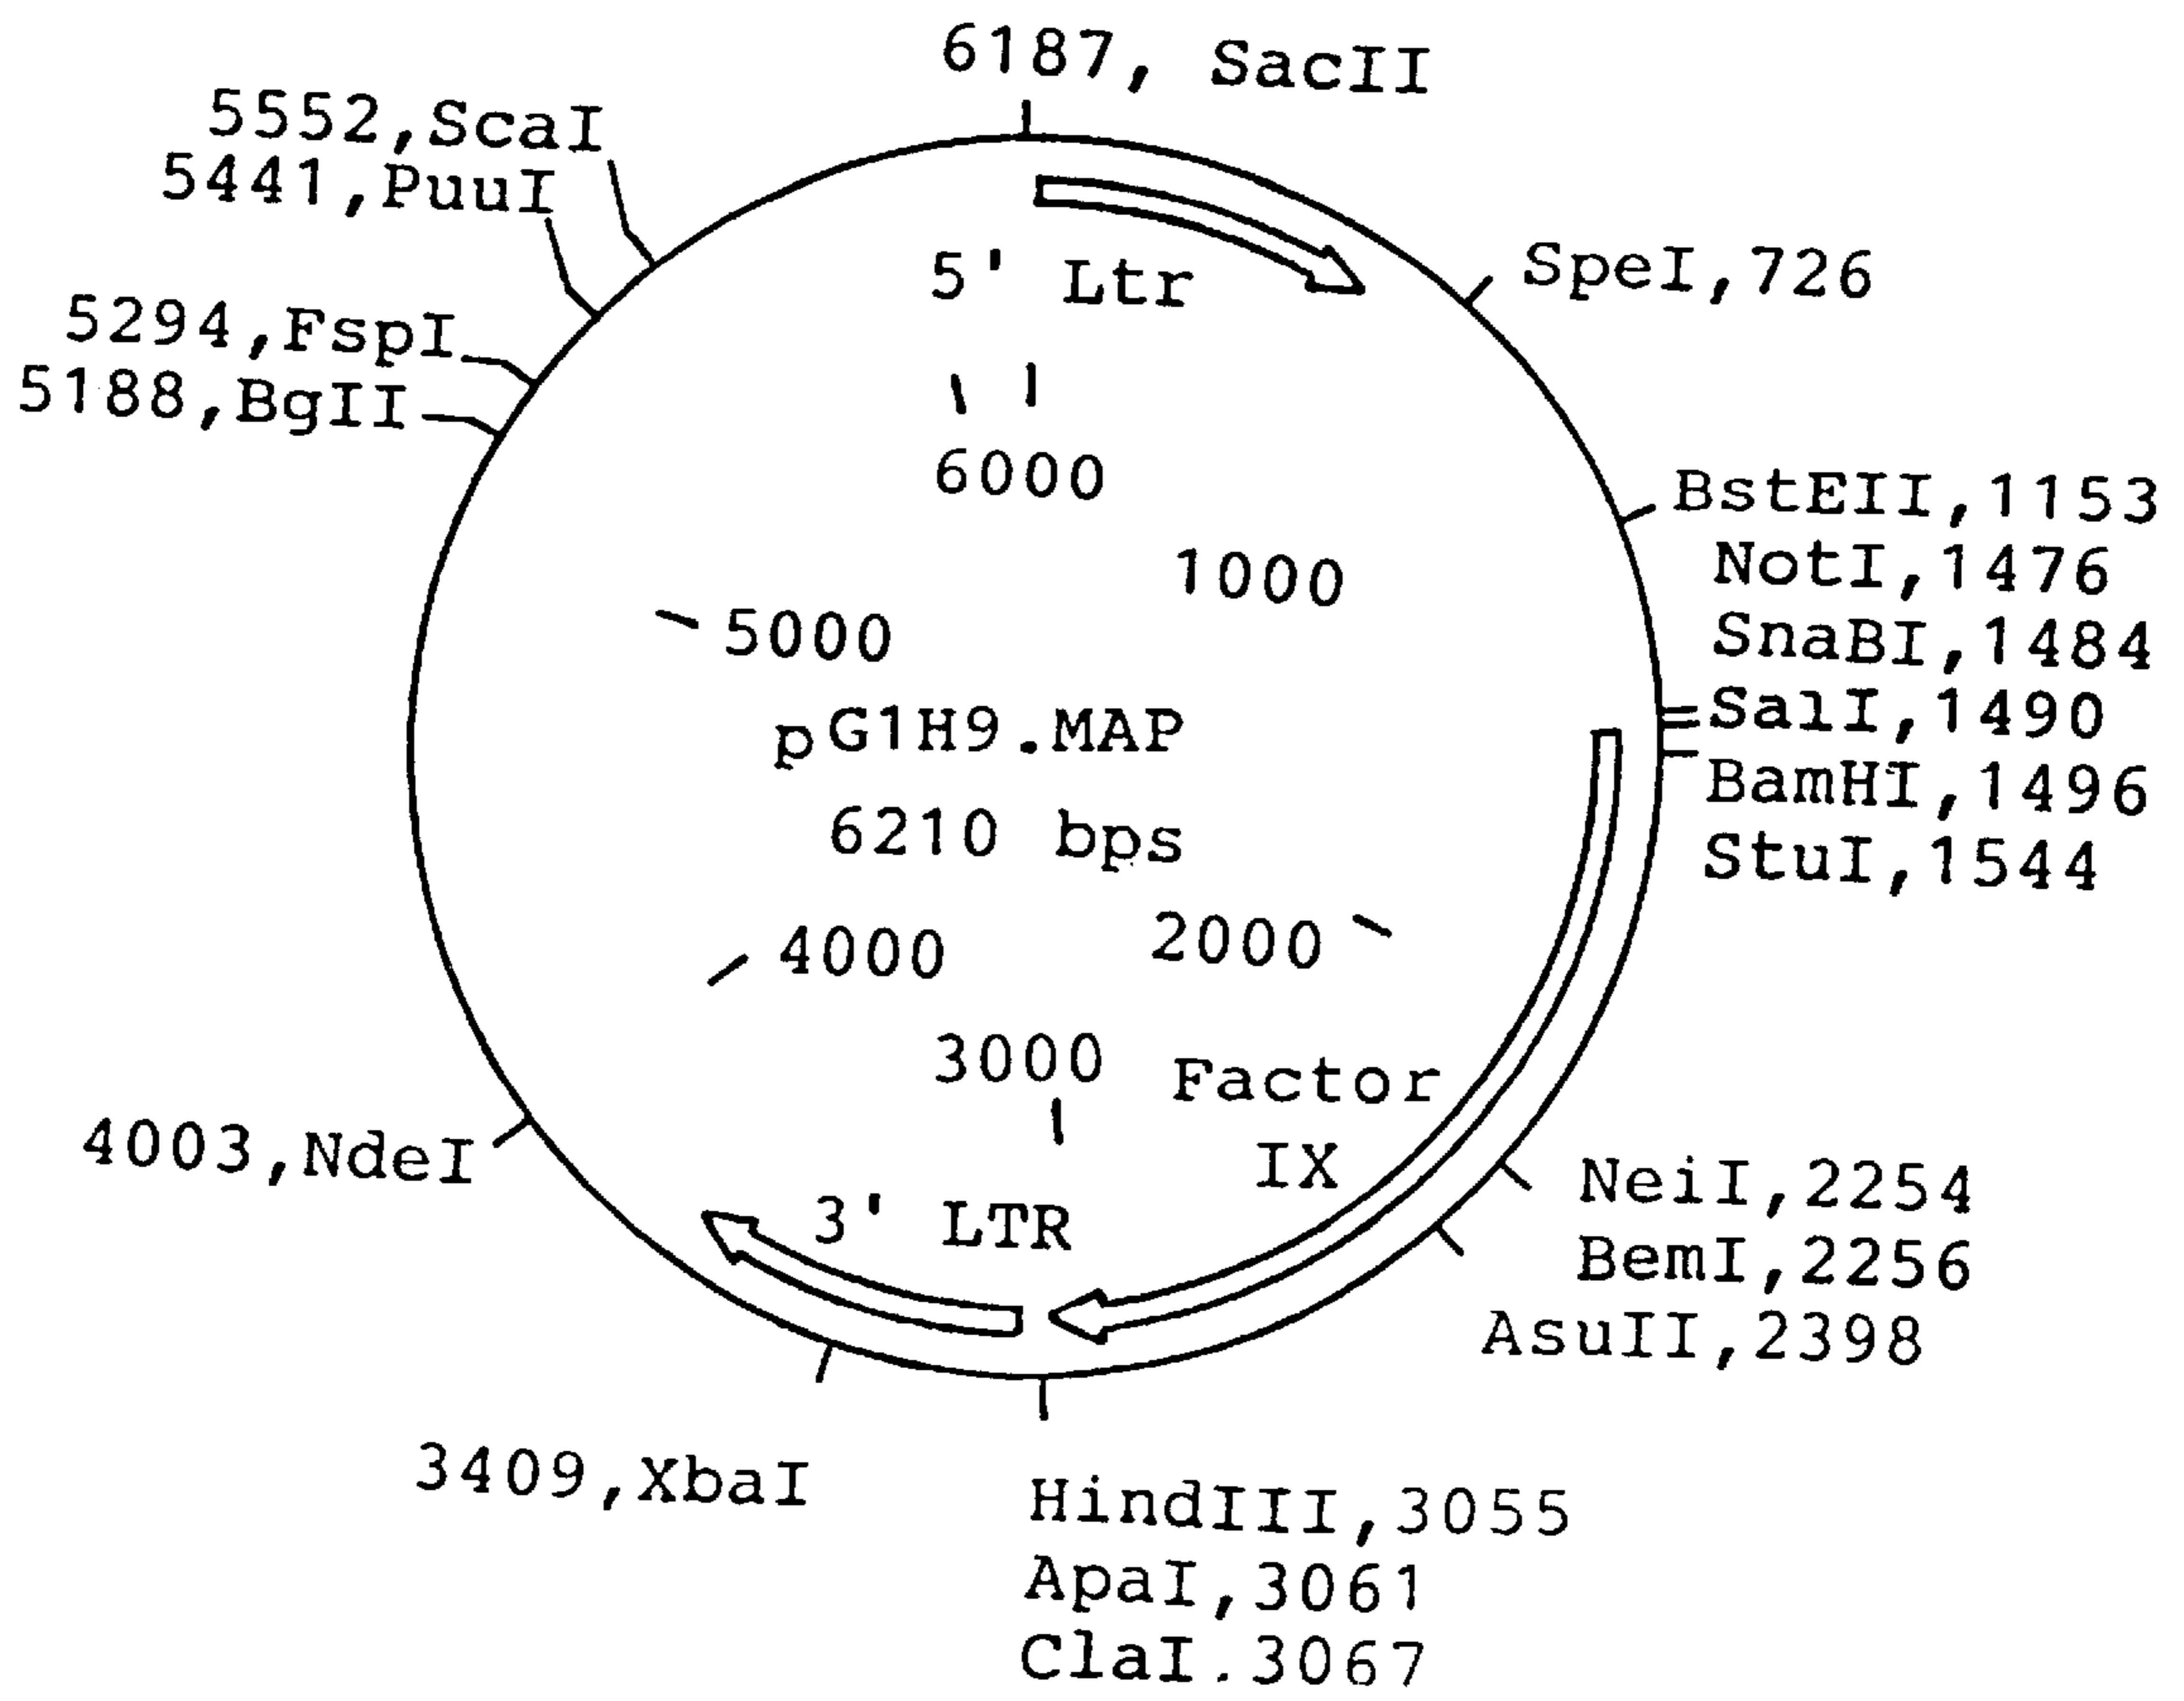 6187, SacII
5552,ScaI
5441,PuuI
5294,FspI
5188,BgII
5' Ltr
SpeI,726
6000
BstEII,1153
NotI,1476
SnaBI,1484
SalI,1490
BamHI,1496
StuI,1544
1000
5000
pG1H9.MAP
6210 bps
4000
2000
3000
Factor
IX
3' LTR
4003,NdeI
NeiI,2254
BemI,2256
AsuII,2398
3409,XbaI
HindIII,3055
ApaI,3061
ClaI.3067